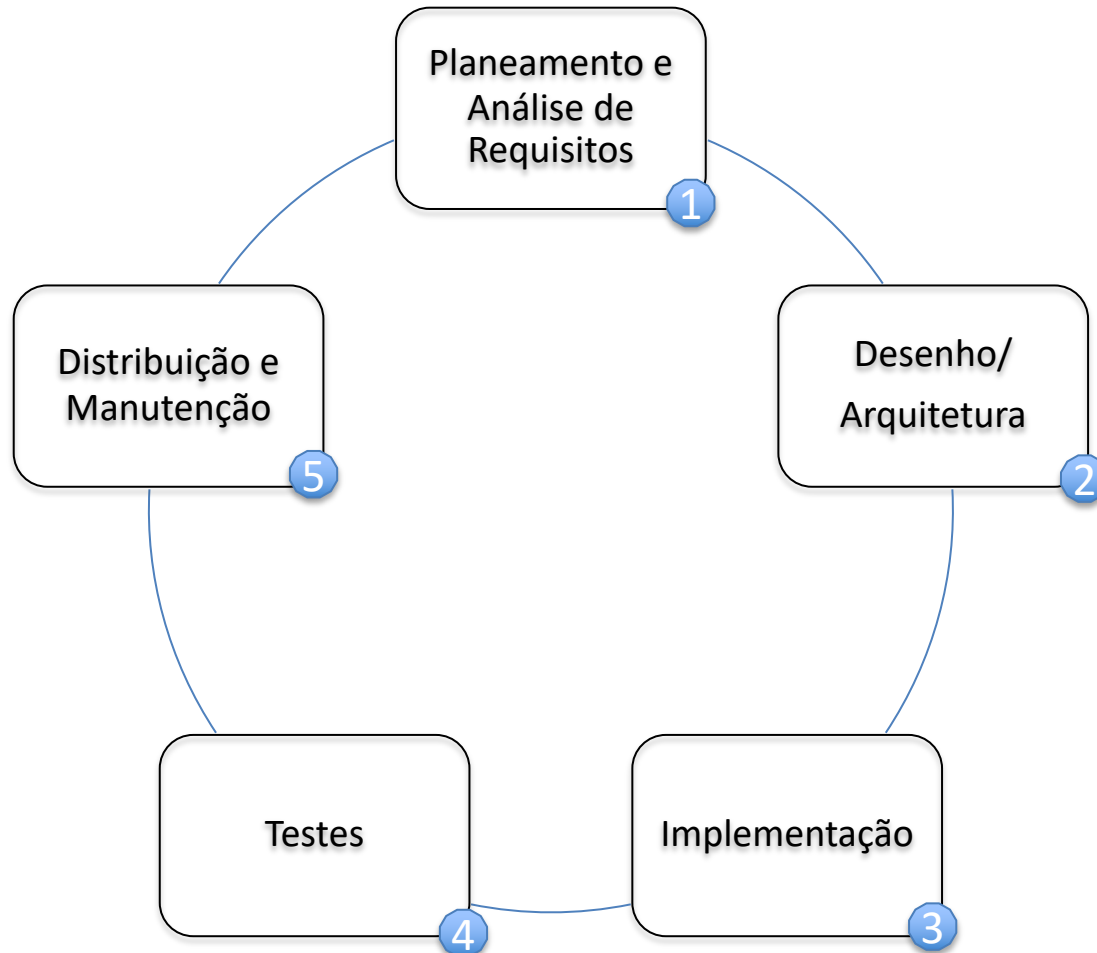 Planeamento e
Análise de
Requisitos
1
Desenho/
Arquitetura
2
Implementação
3
Testes
4
Distribuição e
Manutenção
5